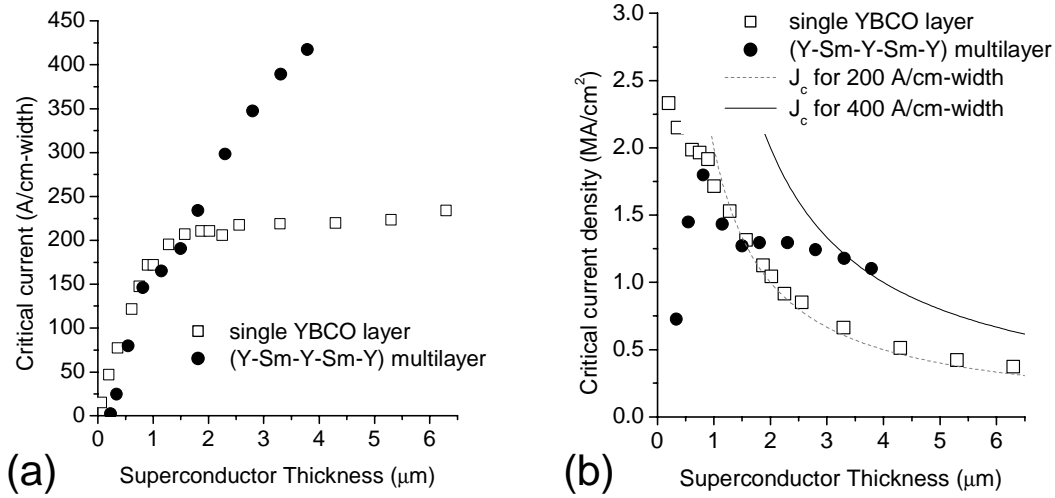 450
400
350
300
250
200
150
100
50
0
Critical current (A/cm-width)
single YBCO layer
(Y-Sm-Y-Sm-Y) multilayer
0 1 2 3 4 5 6
Superconductor Thickness (μm)
(a)
3.0
2.5
2.0
1.5
1.0
0.5
0.0
Critical current density (MA/cm²)
single YBCO layer
(Y-Sm-Y-Sm-Y) multilayer
J_c for 200 A/cm-width
J_c for 400 A/cm-width
0 1 2 3 4 5 6
Superconductor Thickness (μm)
(b)